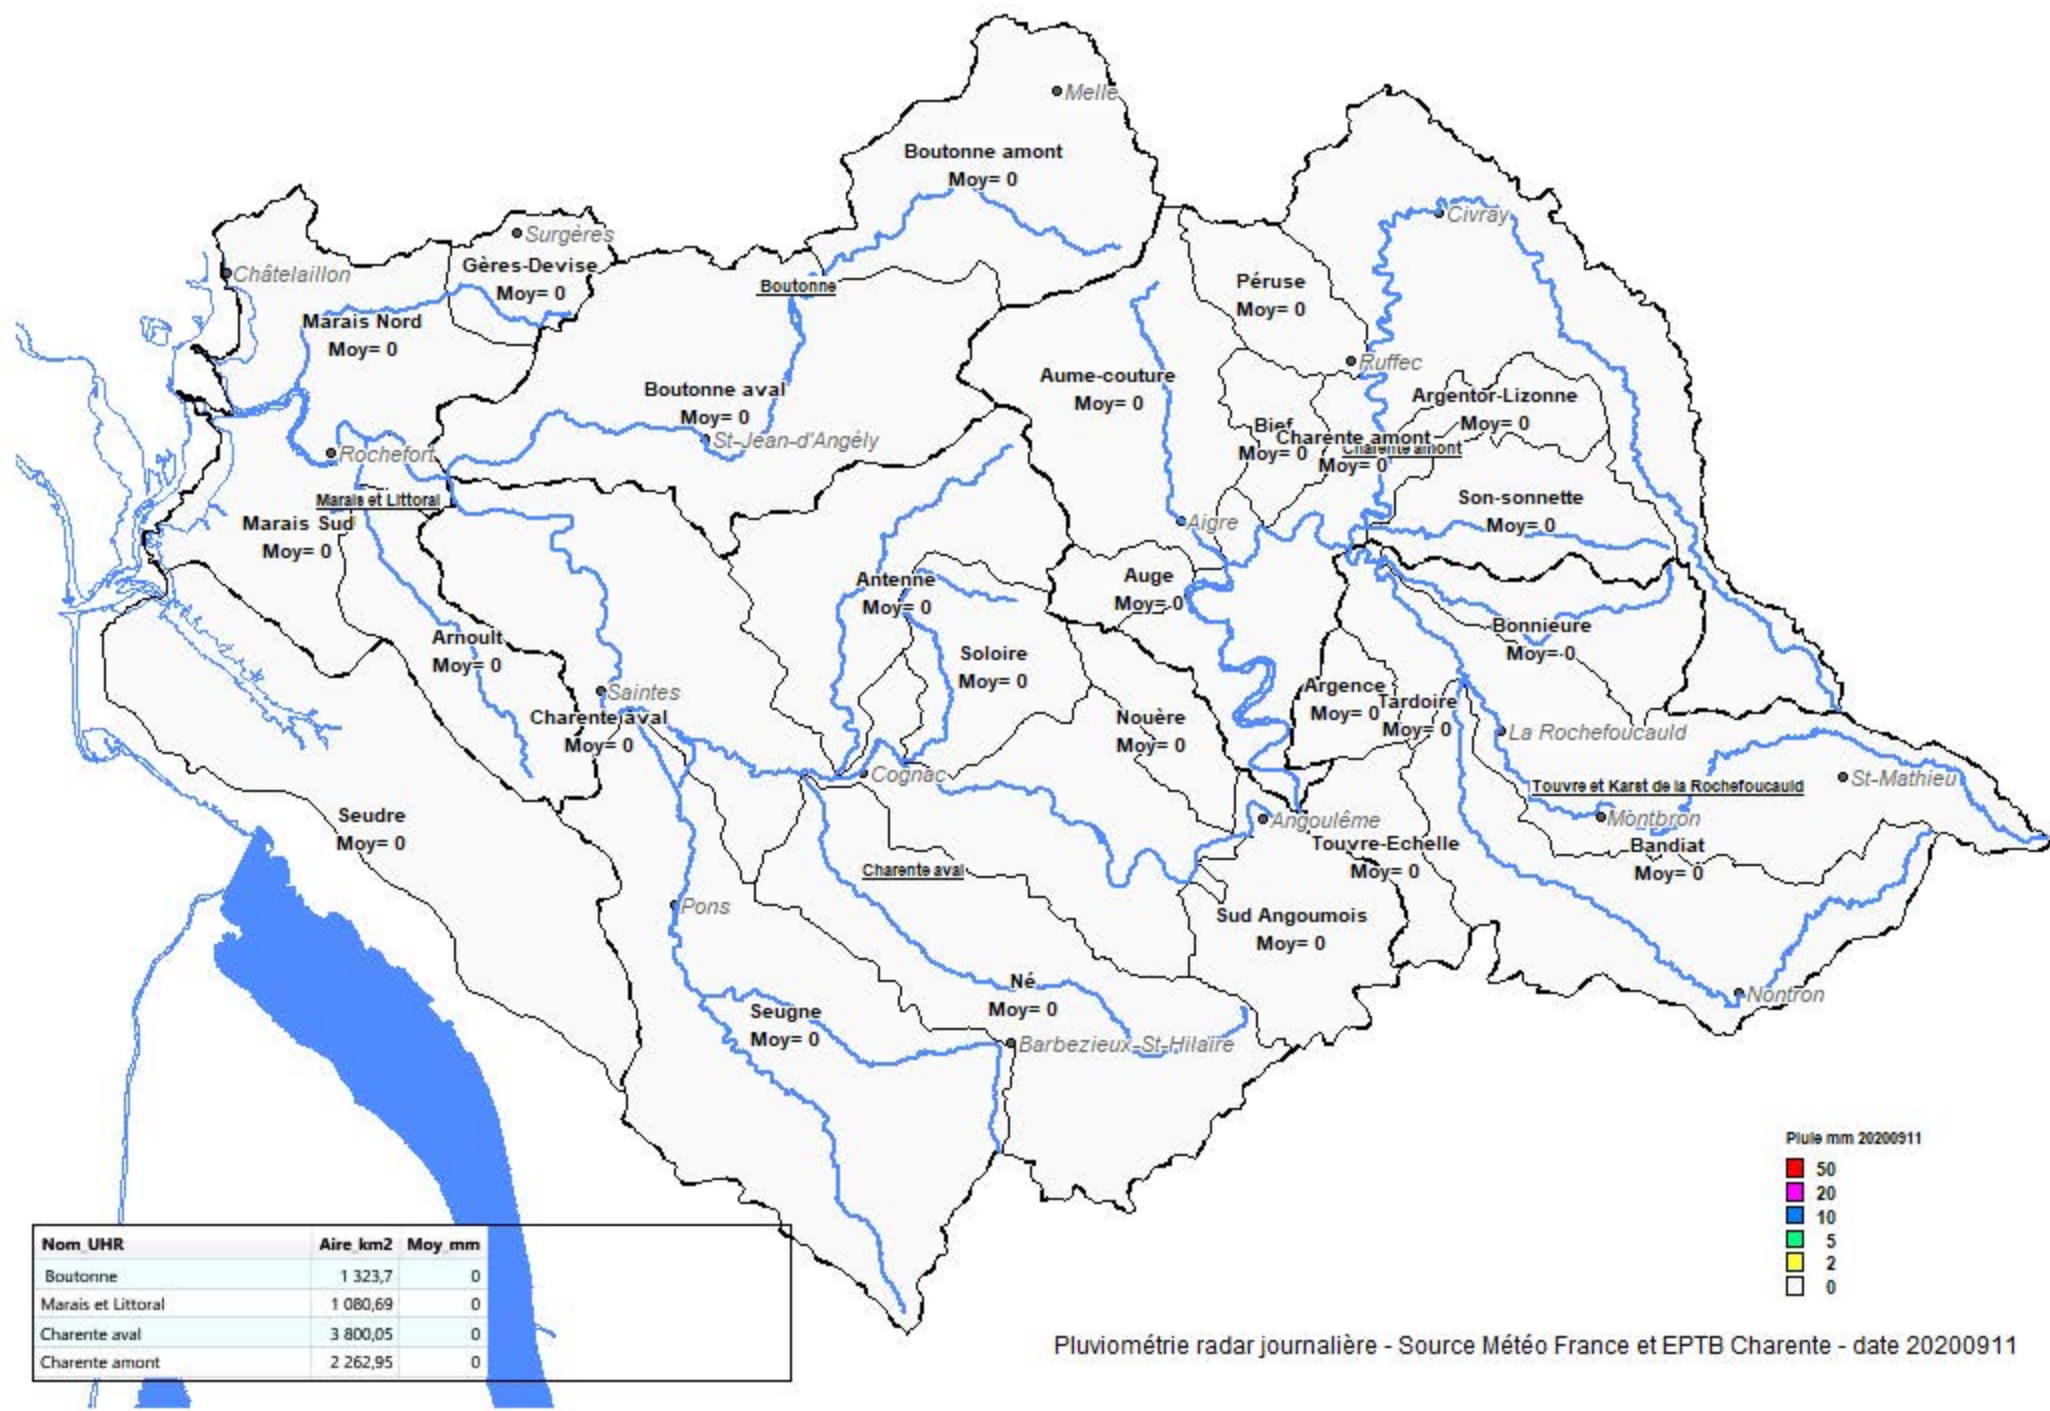 Melle
Boutonne amont
Moy= 0
Civray
Surgères
Châtelaillon
Gères-Devise
Moy= 0
Boutonne
Péruse
Moy= 0
Marais Nord
Moy= 0
Ruffec
Aume-couture
Moy= 0
Boutonne aval
Moy= 0
Argentor-Lizonne
Moy= 0
St-Jean-d'Angély
Bief
Moy= 0
Charente amont
Charente amont
Moy= 0
Rochefort
Marais et Littoral
Son-sonnette
Moy= 0
Marais Sud
Moy= 0
Aigre
Antenne
Moy= 0
Auge
Moy= 0
Bonnieure
Moy= 0
Arnoult
Moy= 0
Soloire
Moy= 0
Saintes
Argence
Moy= 0
Tardoire
Moy= 0
Charente aval
Moy= 0
Nouère
Moy= 0
La Rochefoucauld
Cognac
Touvre et Karst de la Rochefoucauld
St-Mathieu
Seudre
Moy= 0
Angoulême
Montbron
Touvre-Echelle
Moy= 0
Bandiat
Moy= 0
Charente aval
Pons
Sud Angoumois
Moy= 0
Né
Moy= 0
Nontron
Seugne
Moy= 0
Barbezieux-St-Hilaire
Pluie mm 20200911
50
20
10
5
2
0
Nom_UHR Aire_km2 Moy_mm
Boutonne 1 323,7 0
Marais et Littoral 1 080,69 0
Charente aval 3 800,05 0
Charente amont 2 262,95 0
Pluviométrie radar journalière - Source Météo France et EPTB Charente - date 20200911